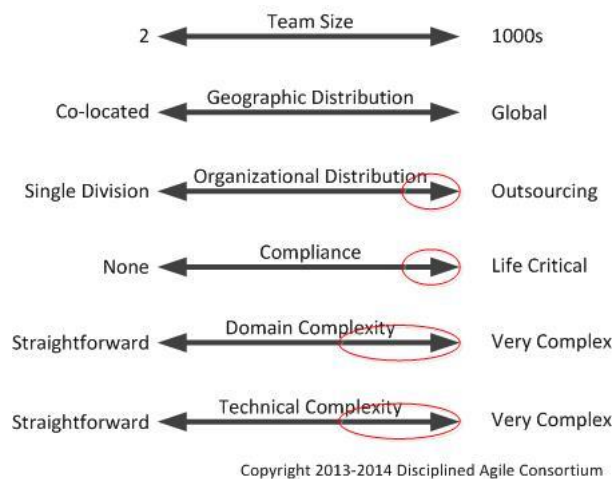 Team Size
2 1000s
Geographic Distribution
Co-located Global
Organizational Distribution
Single Division Outsourcing
Compliance
None Life Critical
Domain Complexity
Straightforward Very Complex
Technical Complexity
Straightforward Very Complex
Copyright 2013-2014 Disciplined Agile Consortium